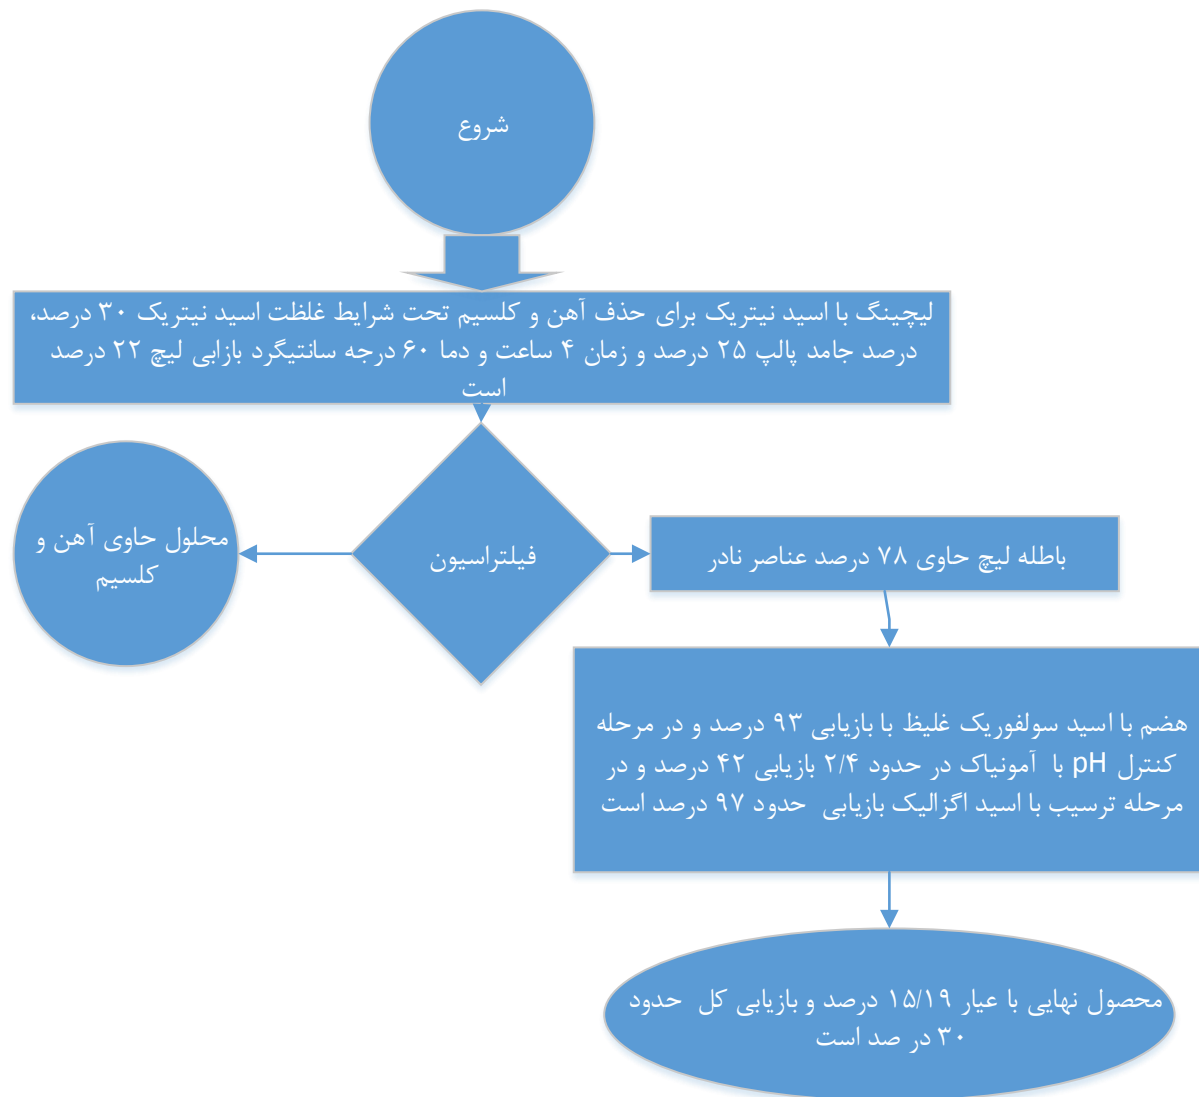 شروع
لیچینگ با اسید نیتریک برای حذف آهن و کلسیم تحت شرایط غلظت اسید نیتریک ۳۰ درصد،
درصد جامد پالپ ۲۵ درصد و زمان ۴ ساعت و دما ۶۰ درجه سانتیگرد بازابی لیچ ۲۲ درصد
است
محلول حاوی آهن و
کلسیم
فیلتراسیون
باطله لیچ حاوی ۷۸ درصد عناصر نادر
هضم با اسید سولفوریک غلیظ با بازیابی ۹۳ درصد و در مرحله
کنترل pH با آمونیاک در حدود ۲/۴ بازیابی ۴۲ درصد و در
مرحله ترسیب با اسید اگزالیک بازیابی حدود ۹۷ درصد است
محصول نهایی با عیار ۱۵/۱۹ درصد و بازیابی کل حدود
۳۰ در صد است